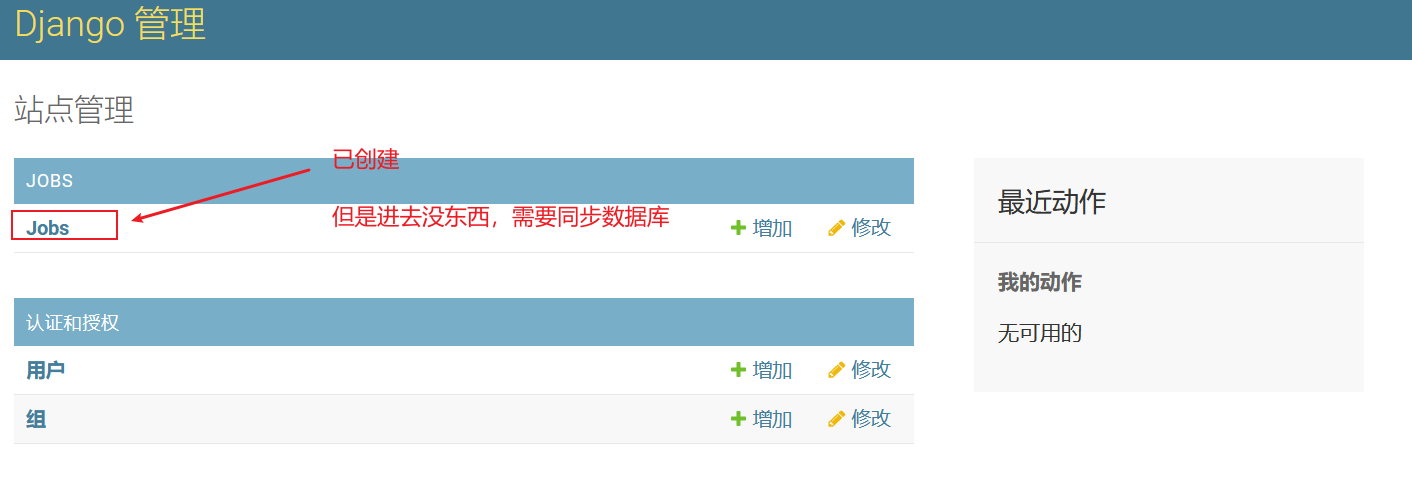 Django 管理
站点管理
JOBS
已创建
Jobs
但是进去没东西，需要同步数据库
增加
修改
认证和授权
用户
增加
修改
组
增加
修改
最近动作
我的动作
无可用的